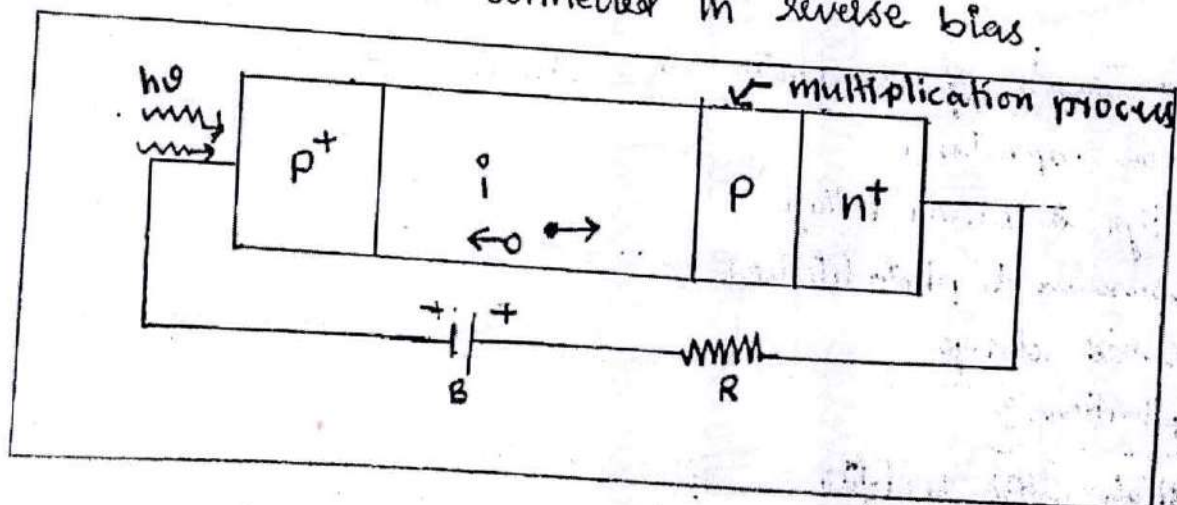 connected in reverse bias.
hϑ
multiplication process
p+
i
p
n+
- +
B
R